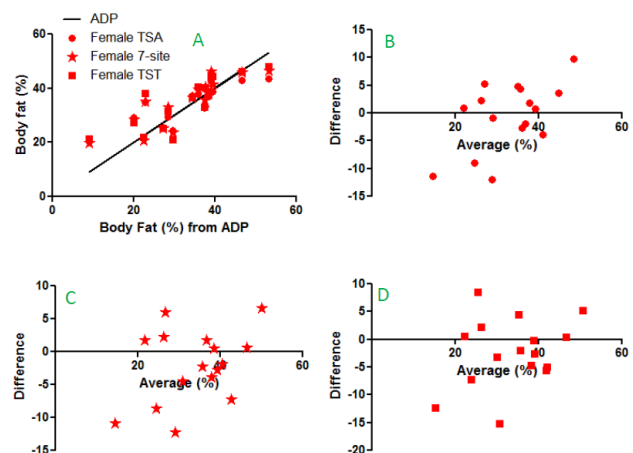 ADP
Female TSA
Female 7-site
Female TST
A
Body fat (%)
60
40
20
0
0
20
40
60
Body Fat (%) from ADP
B
Difference
15
10
5
0
-5
-10
-15
20
40
60
Average (%)
C
Difference
10
5
0
-5
-10
-15
20
40
60
Average (%)
D
Difference
10
5
0
-5
-10
-15
-20
20
40
60
Average (%)